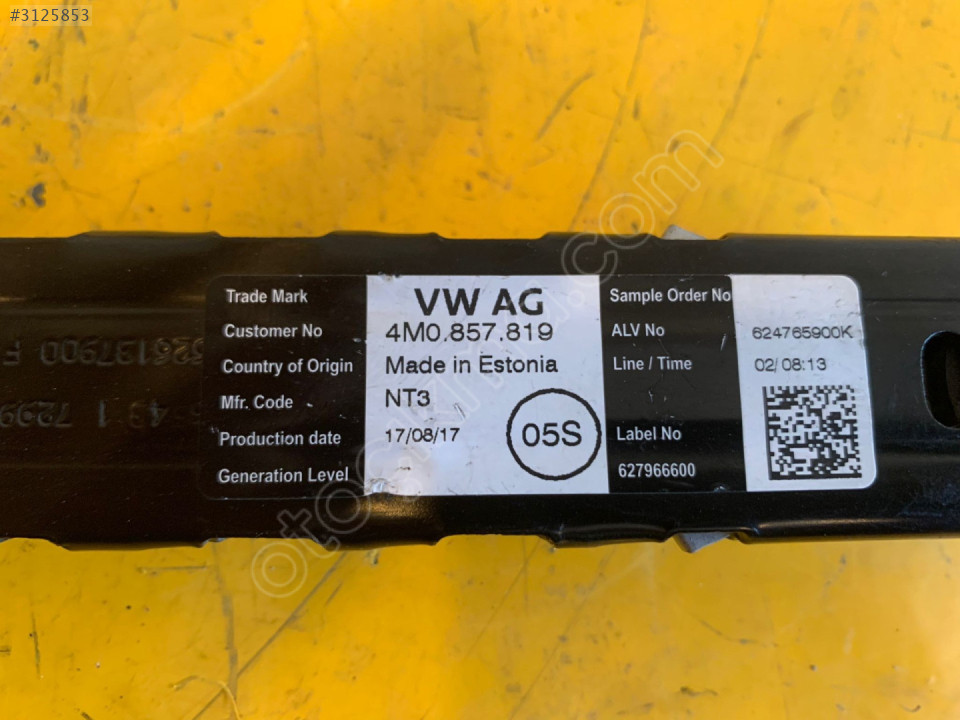 #3125853
Trade Mark VW AG Sample Order No
Customer No 4M0.857.819 ALV No 624765900K
Country of Origin Made in Estonia Line / Time 02/ 08:13
Mfr. Code NT3
Production date 17/08/17 05S Label No
Generation Level 627966600